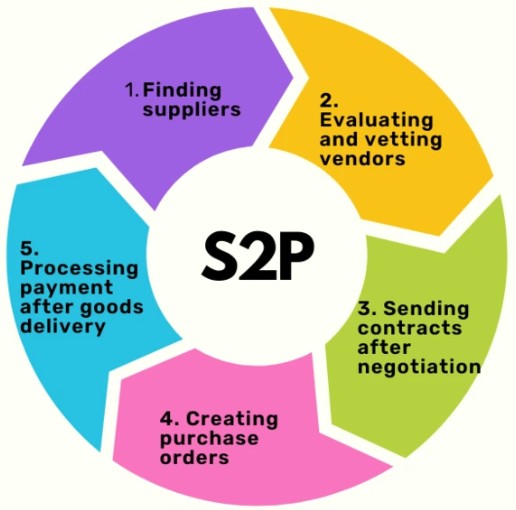 1. Finding
suppliers
2.
Evaluating
and vetting
vendors
3. Sending
contracts
after
negotiation
4. Creating
purchase
orders
5.
Processing
payment
after goods
delivery
S2P